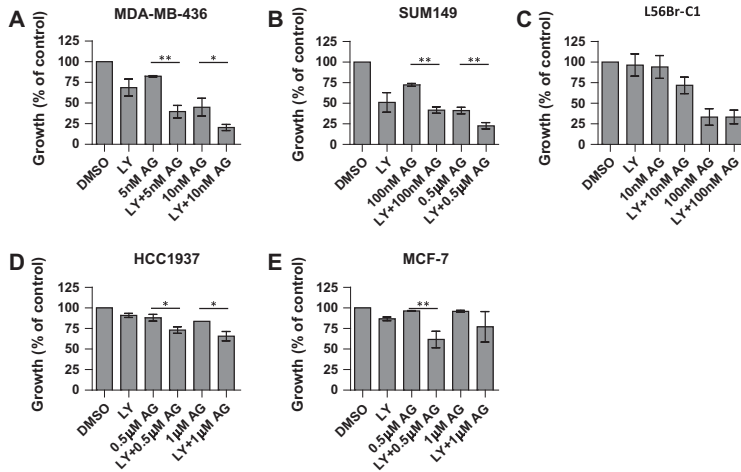 A
MDA-MB-436
Growth (% of control)
125
100
75
50
25
0
**
*
DMSO
LY
5nM AG
LY+5nM AG
10nM AG
LY+10nM AG
B
SUM149
Growth (% of control)
125
100
75
50
25
0
**
**
DMSO
LY
100nM AG
LY+100nM AG
0.5μM AG
LY+0.5μM AG
C
L56Br-C1
Growth (% of control)
125
100
75
50
25
0
DMSO
LY
10nM AG
LY+10nM AG
100nM AG
LY+100nM AG
D
HCC1937
Growth (% of control)
125
100
75
50
25
0
*
*
DMSO
LY
0.5μM AG
LY+0.5μM AG
1μM AG
LY+1μM AG
E
MCF-7
Growth (% of control)
125
100
75
50
25
0
**
DMSO
LY
0.5μM AG
LY+0.5μM AG
1μM AG
LY+1μM AG